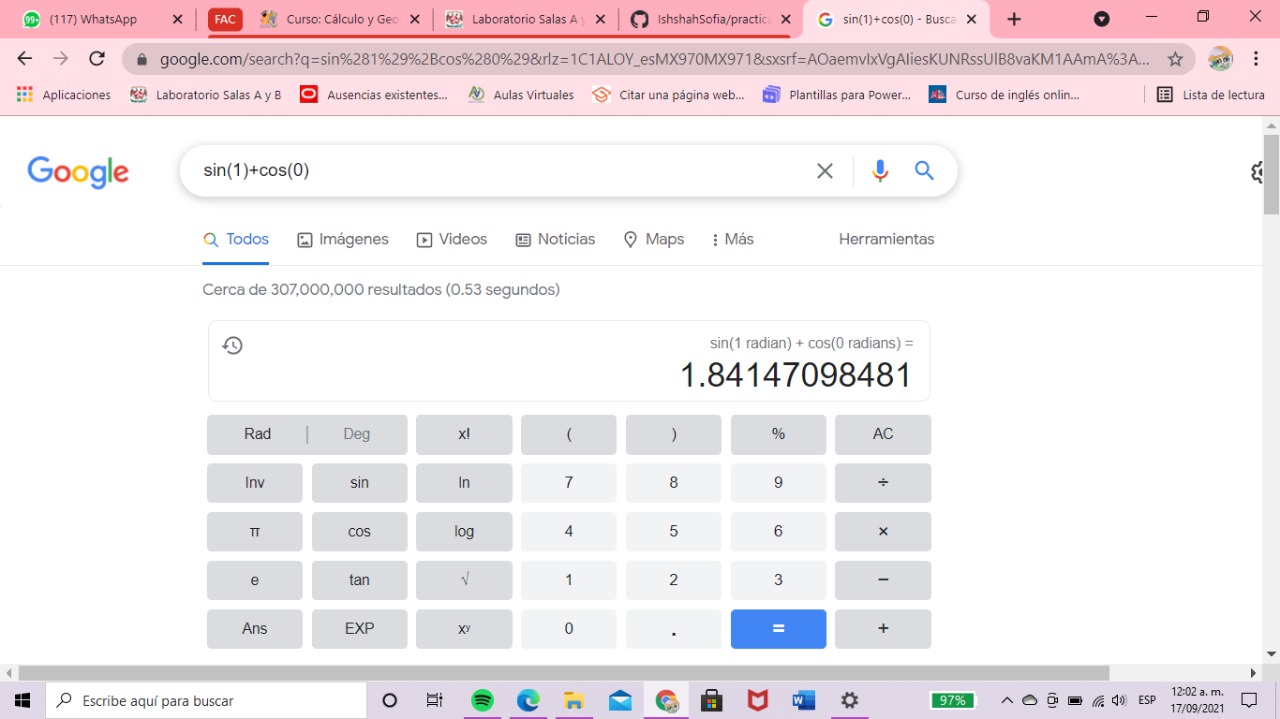 (117) WhatsApp
FAC
Curso: Cálculo y Geo
Laboratorio Salas A y
IshshahSofia/practica
sin(1)+cos(0) - Busca
google.com/search?q=sin%281%29%2Bcos%280%29&rlz=1C1ALOY_esMX970MX971&sxsrf=AOaemvIxVgAIiesKUNRssUlB8vaKM1AAmA%3A...
Aplicaciones
Laboratorio Salas A y B
Ausencias existentes...
Aulas Virtuales
Citar una página web...
Plantillas para Power...
Curso de inglés onlin...
Lista de lectura
Google
sin(1)+cos(0)
Todos
Imágenes
Videos
Noticias
Maps
Más
Herramientas
Cerca de 307,000,000 resultados (0.53 segundos)
sin(1 radian) + cos(0 radians) =
1.84147098481
Rad | Deg x! ( ) % AC
Inv sin ln 7 8 9 ÷
π cos log 4 5 6 ×
e tan √ 1 2 3 −
Ans EXP xʸ 0 . = +
Escribe aquí para buscar
97%
ESP
12:02 a. m.
17/09/2021